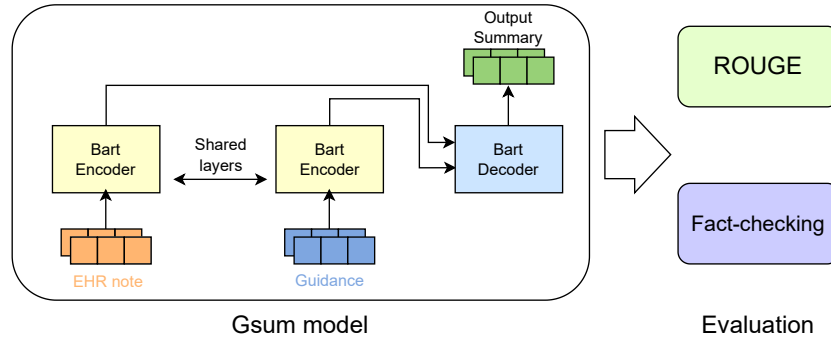 Output
Summary
ROUGE
Bart
Encoder
Shared
layers
Bart
Encoder
Bart
Decoder
Fact-checking
EHR note
Guidance
Gsum model
Evaluation